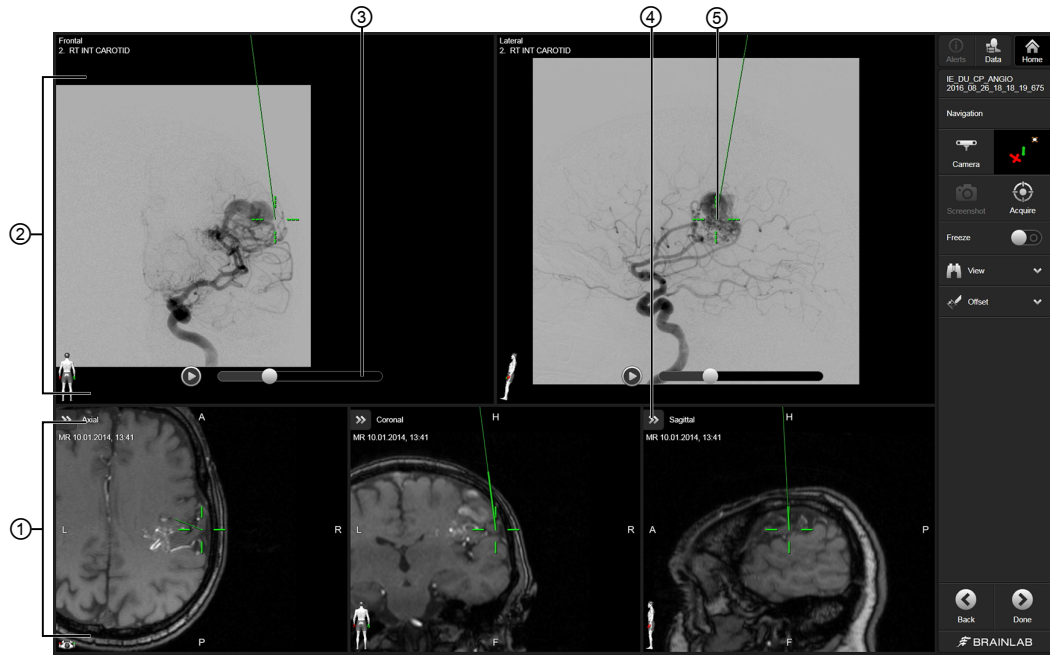 ③
④
⑤
Frontal
2. RT INT CAROTID
Lateral
2. RT INT CAROTID
Alerts
Data
Home
IE_DU_CP_ANGIO
2016_08_26_18_18_19_675
Navigation
Camera
Screenshot
Acquire
Freeze
View
Offset
②
Axial
A
MR 10.01.2014, 13:41
L
R
P
Coronal
H
MR 10.01.2014, 13:41
L
R
F
Sagittal
H
MR 10.01.2014, 13:41
A
P
F
①
Back
Done
BRAINLAB